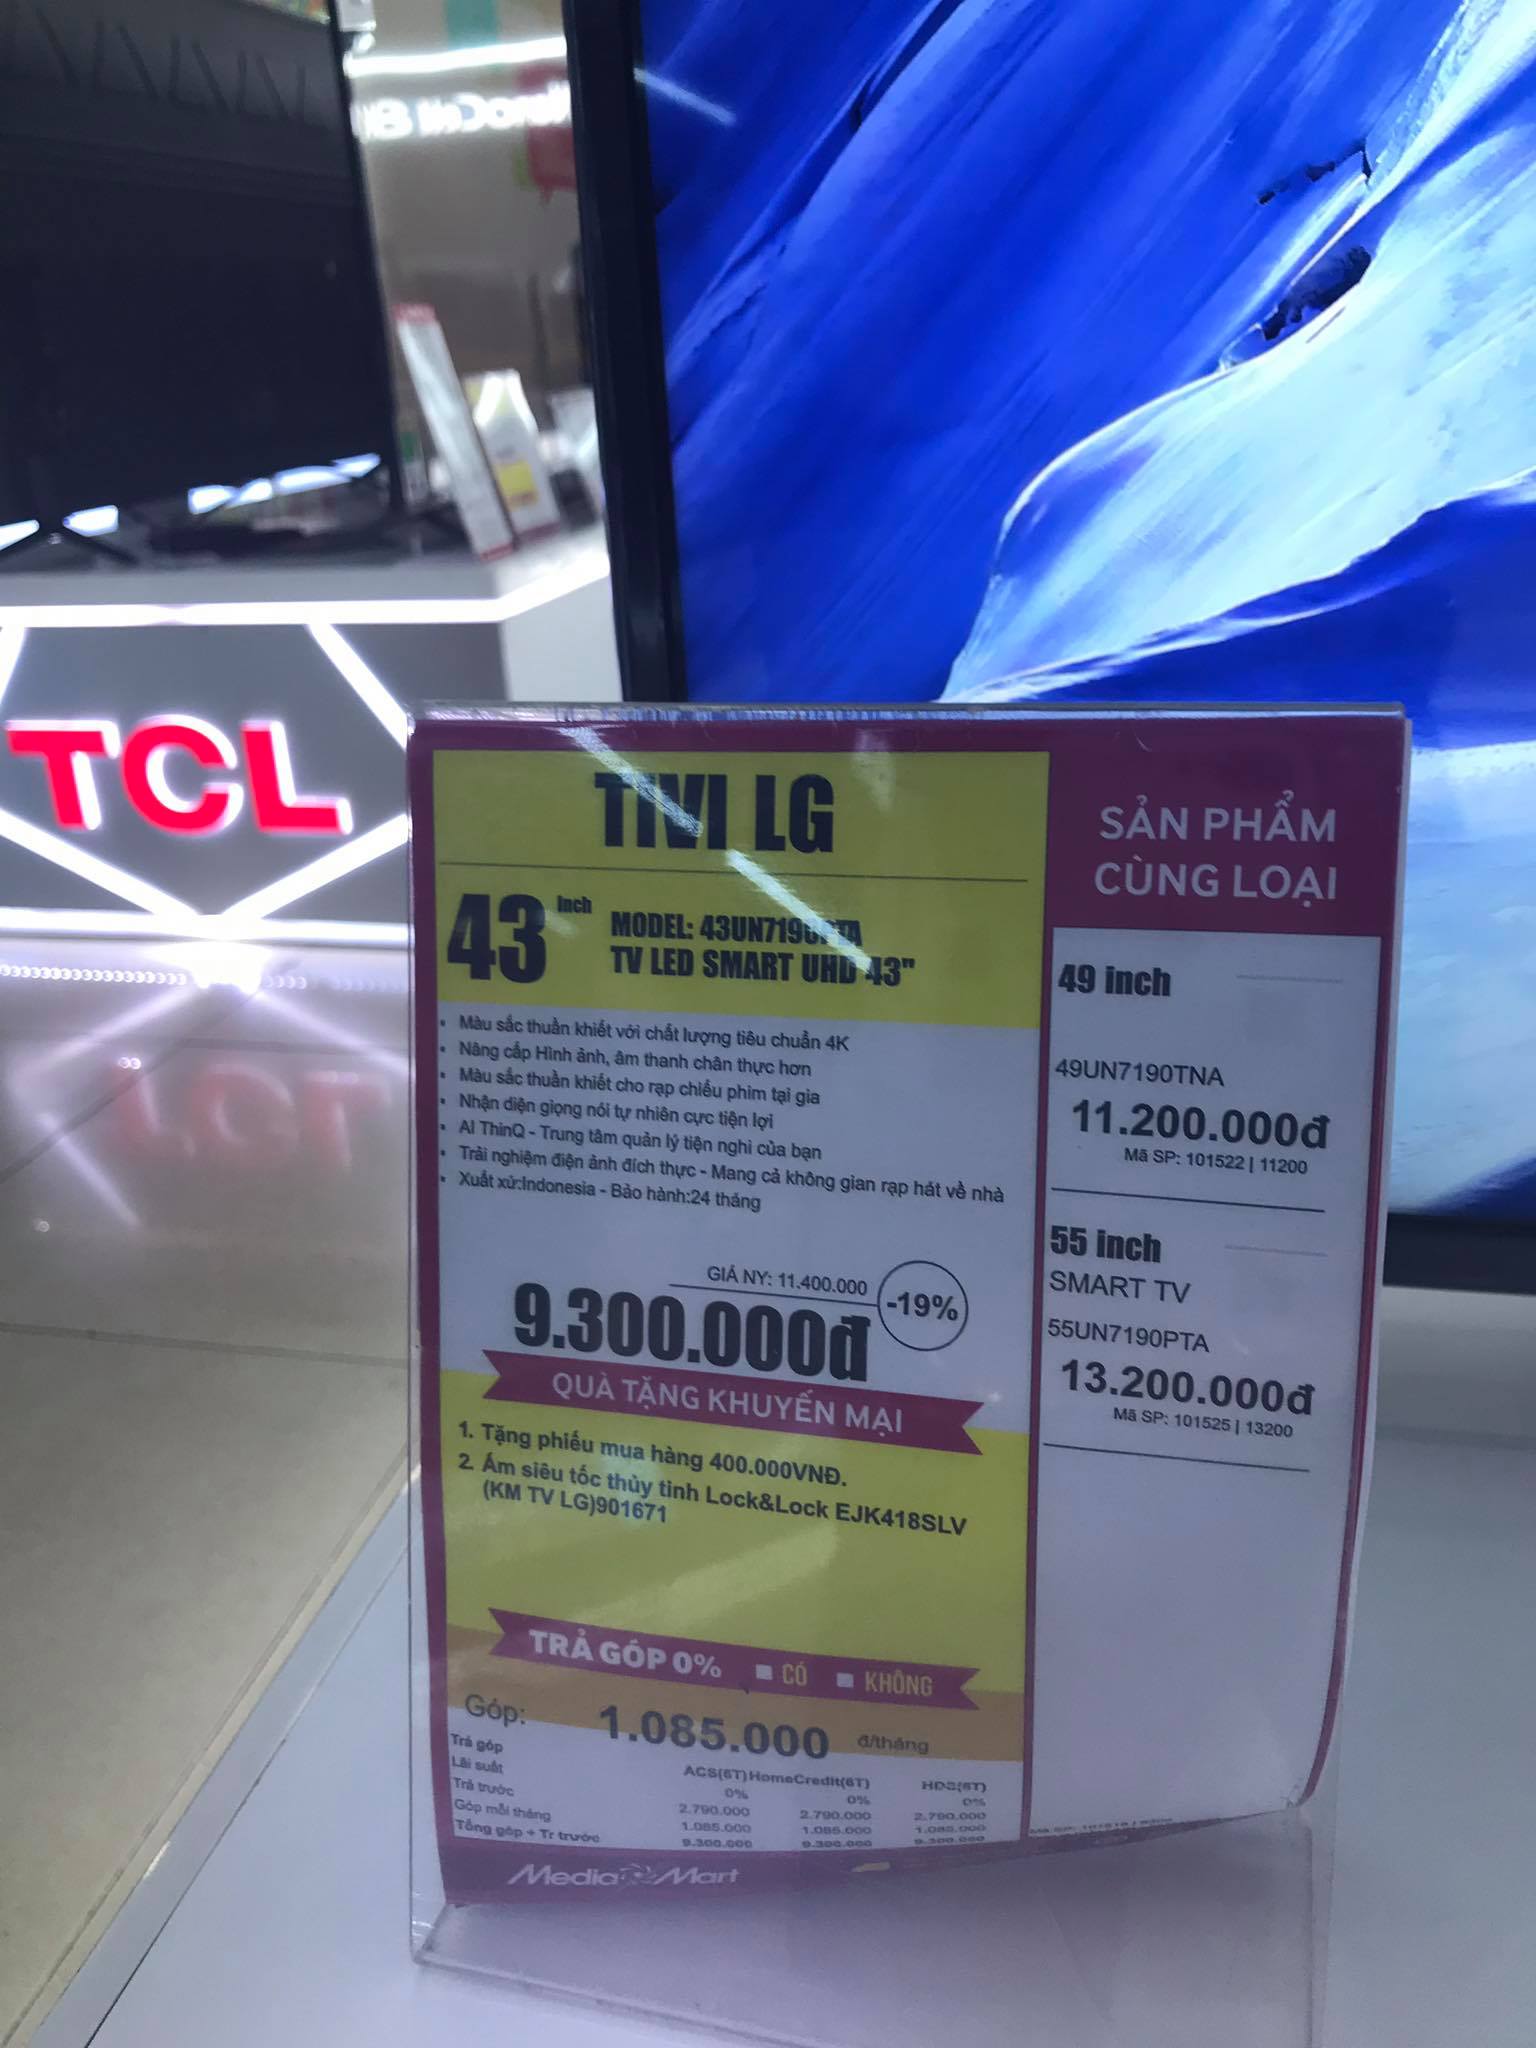 TCL
TIVI LG
43 inch
MODEL: 43UN7190PTA
TV LED SMART UHD 43"
• Màu sắc thuần khiết với chất lượng tiêu chuẩn 4K
• Nâng cấp Hình ảnh, âm thanh chân thực hơn
• Màu sắc thuần khiết cho rạp chiếu phim tại gia
• Nhận diện giọng nói tự nhiên cực tiện lợi
• AI ThinQ - Trung tâm quản lý tiện nghi của bạn
• Trải nghiệm điện ảnh đích thực - Mang cả không gian rạp hát về nhà
• Xuất xứ:Indonesia - Bảo hành:24 tháng
GIÁ NY: 11.400.000
-19%
9.300.000đ
QUÀ TẶNG KHUYẾN MẠI
1. Tặng phiếu mua hàng 400.000VNĐ.
2. Ấm siêu tốc thủy tinh Lock&Lock EJK418SLV
(KM TV LG)901671
TRẢ GÓP 0% CÓ KHÔNG
Góp: 1.085.000 đ/tháng
Trả góp ACS(6T) HomeCredit(6T) HDS(6T)
Lãi suất 0% 0% 0%
Trả trước 2.790.000 2.790.000 2.790.000
Góp mỗi tháng 1.085.000 1.085.000 1.085.000
Tổng góp + Tr trước 9.300.000 9.300.000 9.300.000
Media Mart
SẢN PHẨM
CÙNG LOẠI
49 inch
49UN7190TNA
11.200.000đ
Mã SP: 101522 | 11200
55 inch
SMART TV
55UN7190PTA
13.200.000đ
Mã SP: 101525 | 13200